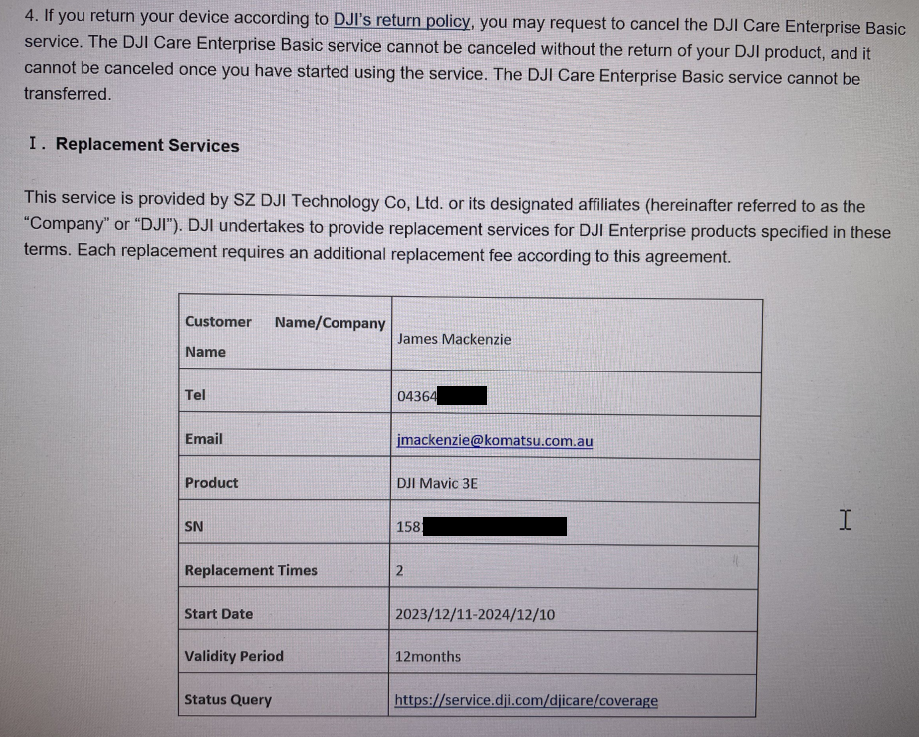 4. If you return your device according to DJI's return policy, you may request to cancel the DJI Care Enterprise Basic
service. The DJI Care Enterprise Basic service cannot be canceled without the return of your DJI product, and it
cannot be canceled once you have started using the service. The DJI Care Enterprise Basic service cannot be
transferred.
I. Replacement Services
This service is provided by SZ DJI Technology Co, Ltd. or its designated affiliates (hereinafter referred to as the
“Company” or “DJI”). DJI undertakes to provide replacement services for DJI Enterprise products specified in these
terms. Each replacement requires an additional replacement fee according to this agreement.
Customer Name/Company
Name
James Mackenzie
Tel
04364
Email
jmackenzie@komatsu.com.au
Product
DJI Mavic 3E
SN
158
Replacement Times
2
Start Date
2023/12/11-2024/12/10
Validity Period
12months
Status Query
https://service.dji.com/djicare/coverage